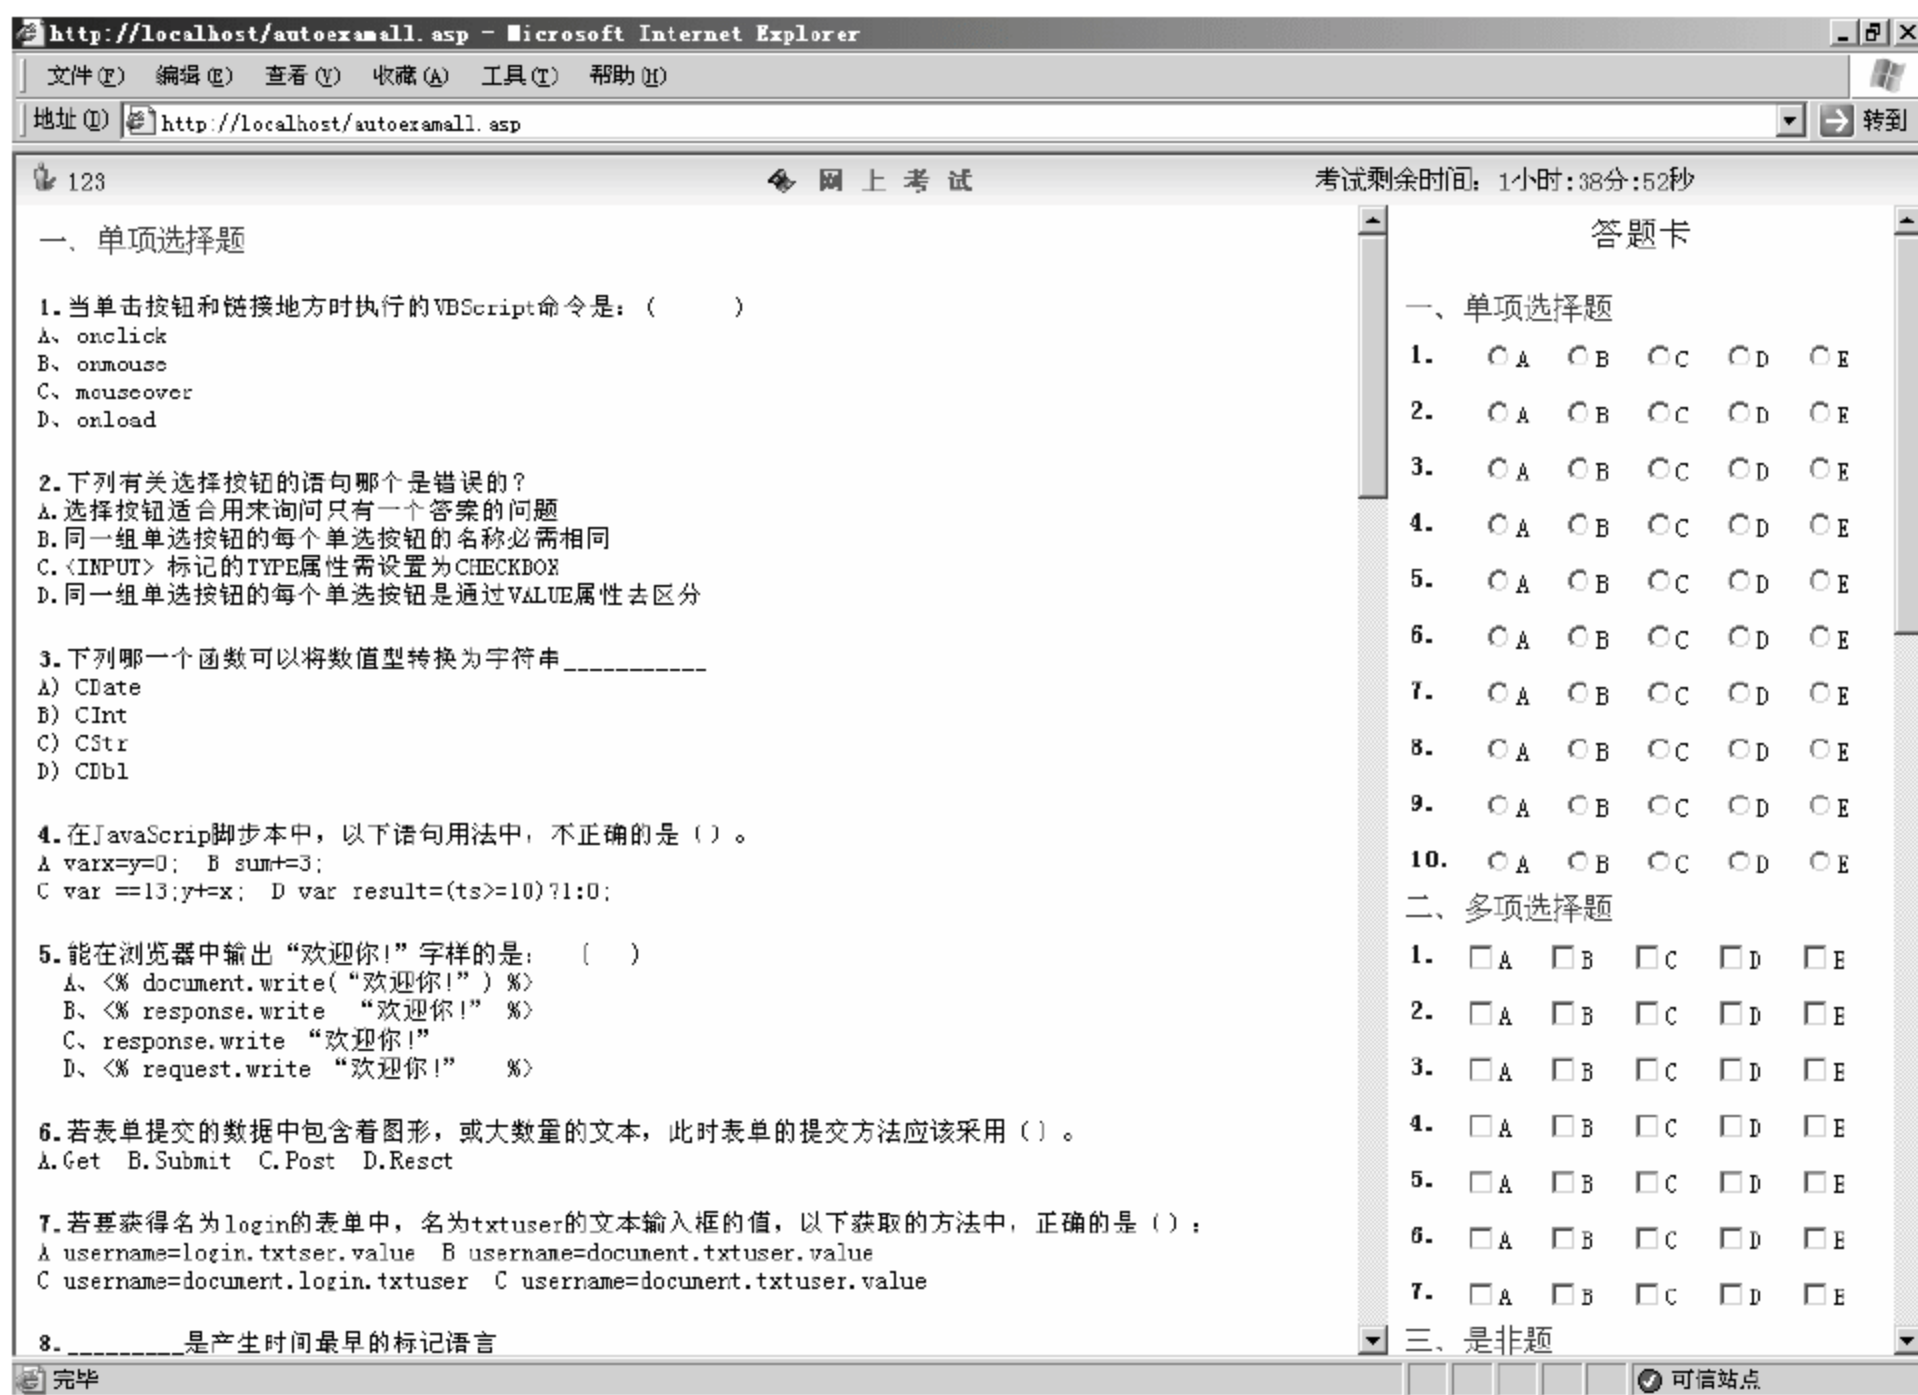 http://localhost/autoexamall.asp - Microsoft Internet Explorer
文件(F) 编辑(E) 查看(V) 收藏(A) 工具(T) 帮助(H)
地址(D) http://localhost/autoexamall.asp 转到
123 网上考试 考试剩余时间：1小时:38分:52秒
一、单项选择题
1.当单击按钮和链接地方时执行的VBScript命令是：（ ）
A、onclick
B、onmouse
C、mouseover
D、onload
2.下列有关选择按钮的语句哪个是错误的？
A.选择按钮适合用来询问只有一个答案的问题
B.同一组单选按钮的每个单选按钮的名称必需相同
C.<INPUT> 标记的TYPE属性需设置为CHECKBOX
D.同一组单选按钮的每个单选按钮是通过VALUE属性去区分
3.下列哪一个函数可以将数值型转换为字符串___________
A) CDate
B) CInt
C) CStr
D) CDbl
4.在JavaScrip脚步本中，以下语句用法中，不正确的是（）。
A varx=y=0; B sum+=3;
C var ==13;y+=x; D var result=(ts>=10)?1:0;
5.能在浏览器中输出“欢迎你！”字样的是： （ ）
A、<% document.write(“欢迎你！”) %>
B、<% response.write “欢迎你！” %>
C、response.write “欢迎你！”
D、<% request.write “欢迎你！” %>
6.若表单提交的数据中包含着图形，或大数量的文本，此时表单的提交方法应该采用（）。
A.Get B.Submit C.Post D.Reset
7.若要获得名为login的表单中，名为txtuser的文本输入框的值，以下获取的方法中，正确的是（）：
A username=login.txtser.value B username=document.txtuser.value
C username=document.login.txtuser C username=document.txtuser.value
8._________是产生时间最早的标记语言
答题卡
一、单项选择题
1. A B C D E
2. A B C D E
3. A B C D E
4. A B C D E
5. A B C D E
6. A B C D E
7. A B C D E
8. A B C D E
9. A B C D E
10. A B C D E
二、多项选择题
1. A B C D E
2. A B C D E
3. A B C D E
4. A B C D E
5. A B C D E
6. A B C D E
7. A B C D E
三、是非题
完毕 可信站点